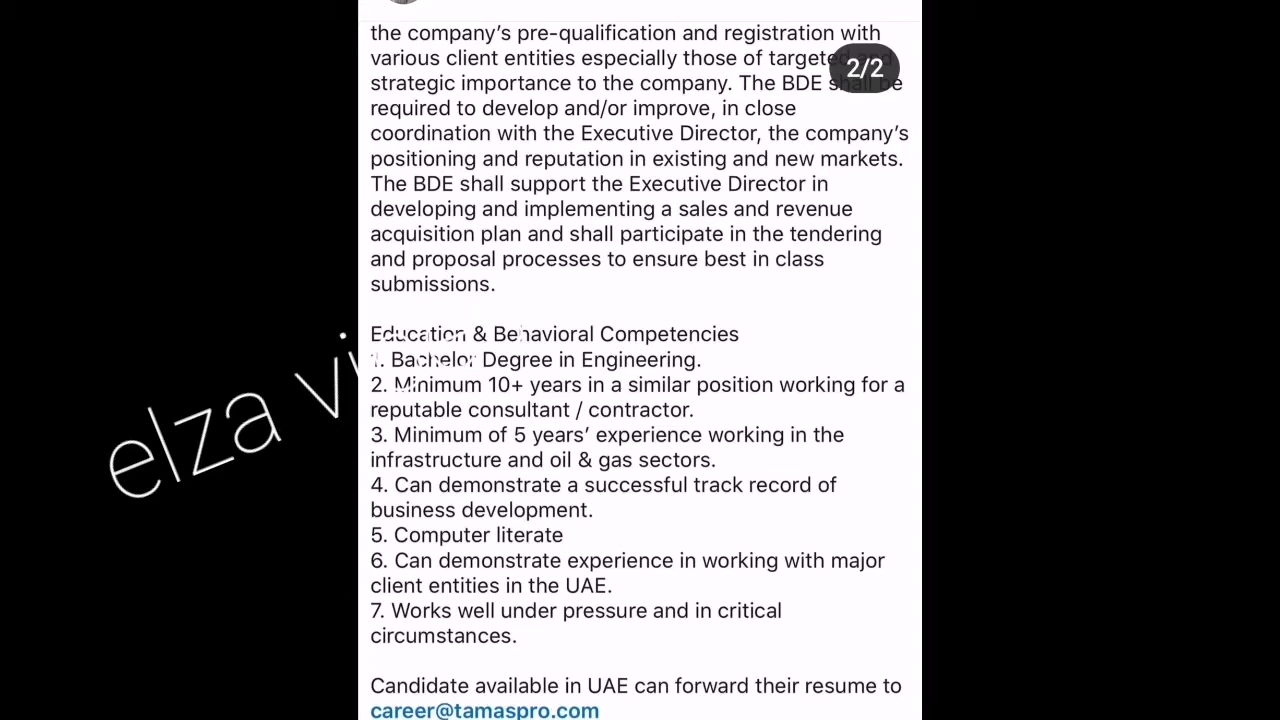 the company’s pre-qualification and registration with
various client entities especially those of targeted and
2/2
strategic importance to the company. The BDE shall be
required to develop and/or improve, in close
coordination with the Executive Director, the company’s
positioning and reputation in existing and new markets.
The BDE shall support the Executive Director in
developing and implementing a sales and revenue
acquisition plan and shall participate in the tendering
and proposal processes to ensure best in class
submissions.
Education & Behavioral Competencies
1. Bachelor Degree in Engineering.
2. Minimum 10+ years in a similar position working for a
reputable consultant / contractor.
3. Minimum of 5 years’ experience working in the
infrastructure and oil & gas sectors.
4. Can demonstrate a successful track record of
business development.
5. Computer literate
6. Can demonstrate experience in working with major
client entities in the UAE.
7. Works well under pressure and in critical
circumstances.
Candidate available in UAE can forward their resume to
career@tamaspro.com
elza